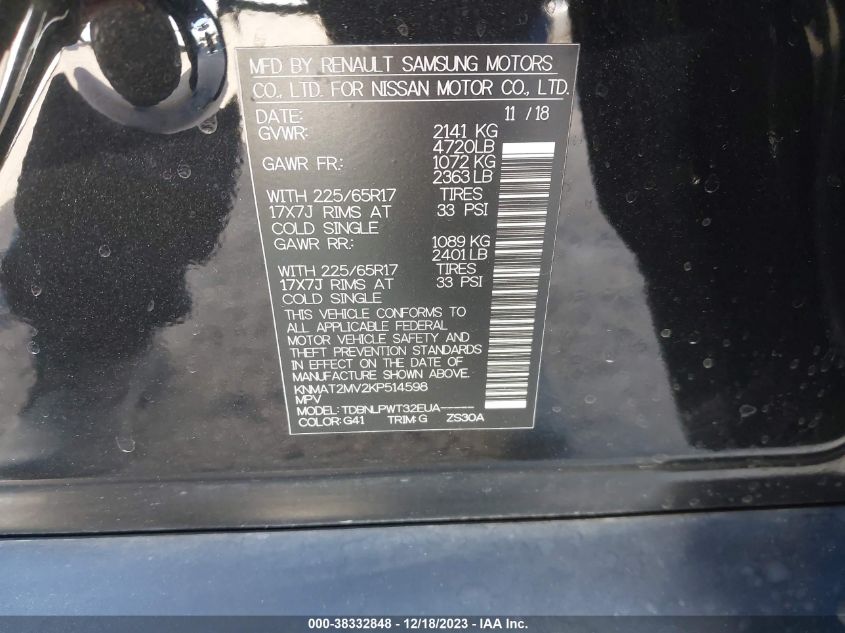 MFD BY RENAULT SAMSUNG MOTORS
CO., LTD. FOR NISSAN MOTOR CO., LTD.
DATE: 11 / 18
GVWR: 2141 KG
4720LB
GAWR FR.: 1072 KG
2363LB
WITH 225/65R17 TIRES
17X7J RIMS AT 33 PSI
COLD SINGLE
GAWR RR.: 1089 KG
2401LB
WITH 225/65R17 TIRES
17X7J RIMS AT 33 PSI
COLD SINGLE
THIS VEHICLE CONFORMS TO
ALL APPLICABLE FEDERAL
MOTOR VEHICLE SAFETY AND
THEFT PREVENTION STANDARDS
IN EFFECT ON THE DATE OF
MANUFACTURE SHOWN ABOVE.
KNMAT2MV2KP514598
MPV
MODEL: TDBNLPWT32EUA-----
COLOR: G41 TRIM: G ZS30A
000-38332848 - 12/18/2023 - IAA Inc.